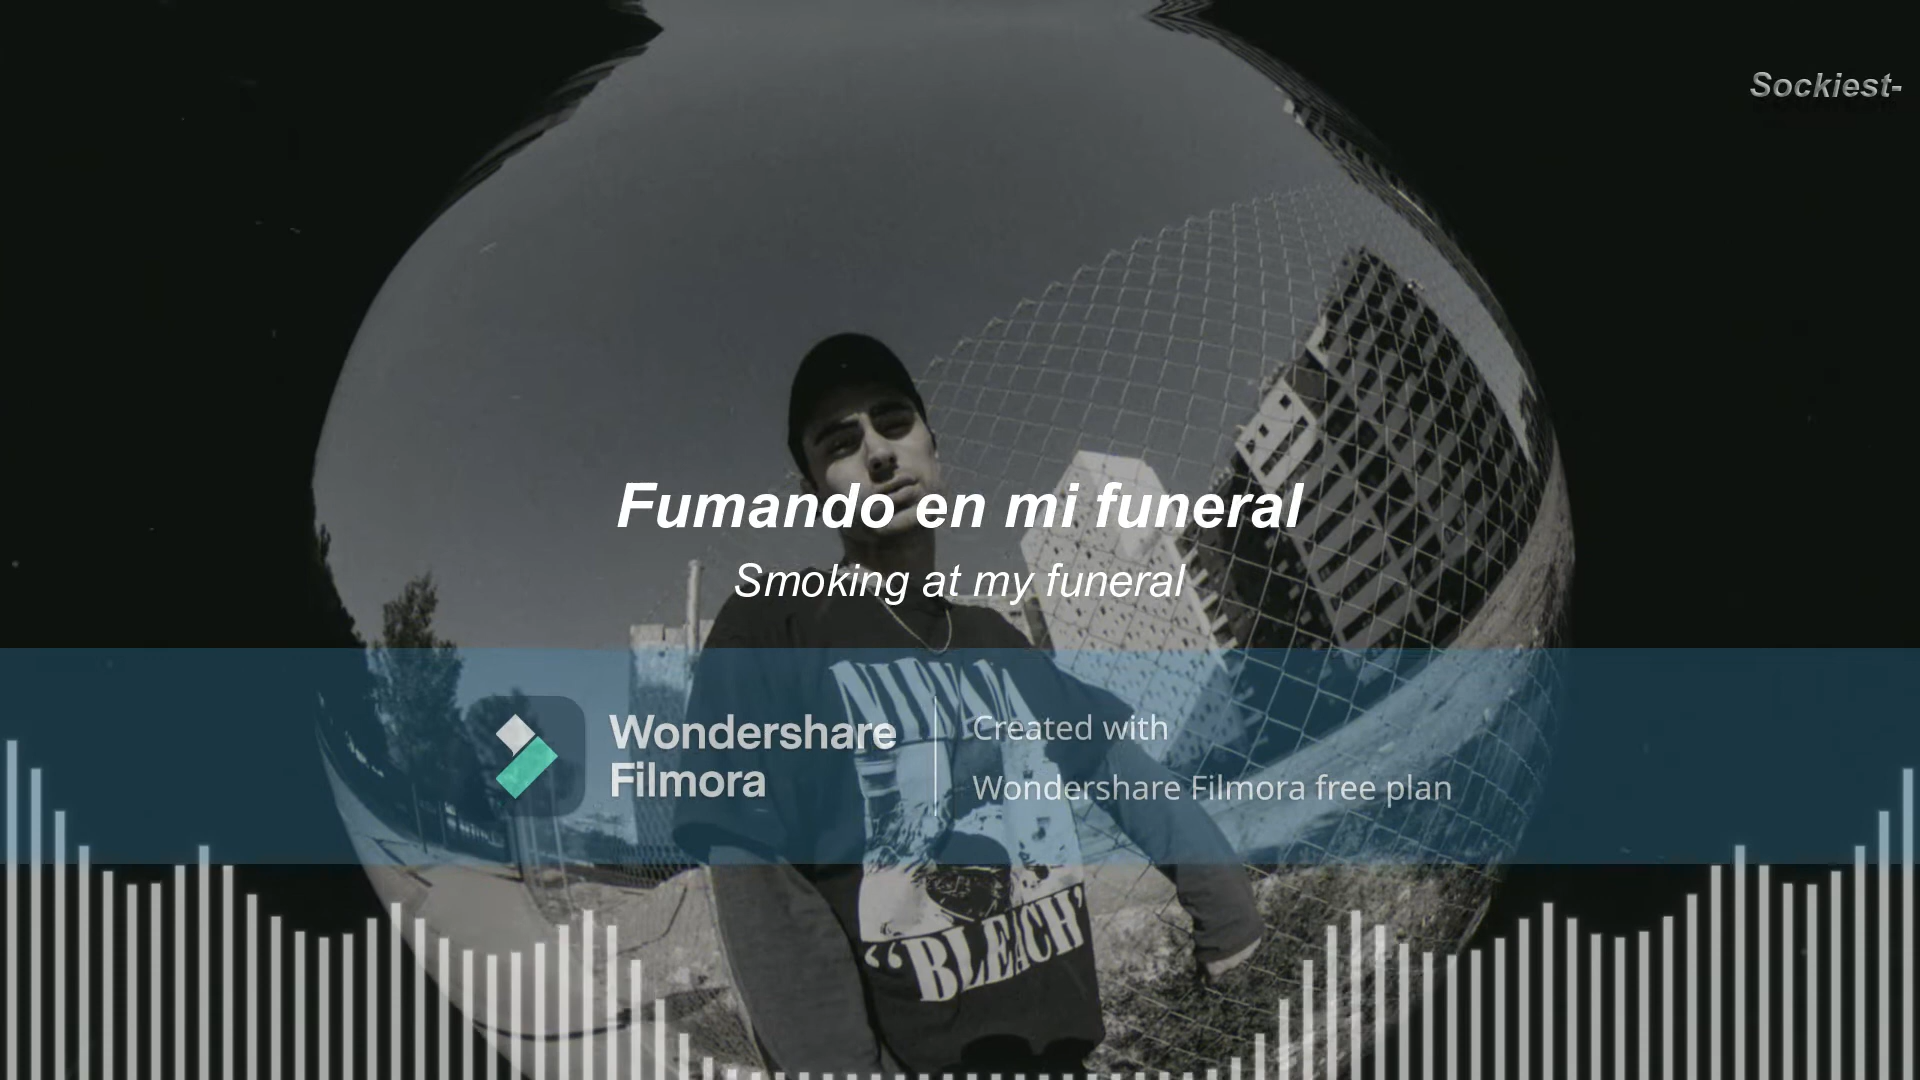 Sockiest-
Fumando en mi funeral
Smoking at my funeral
NIRVANA
Wondershare
Filmora
Created with
Wondershare Filmora free plan
"BLEACH"